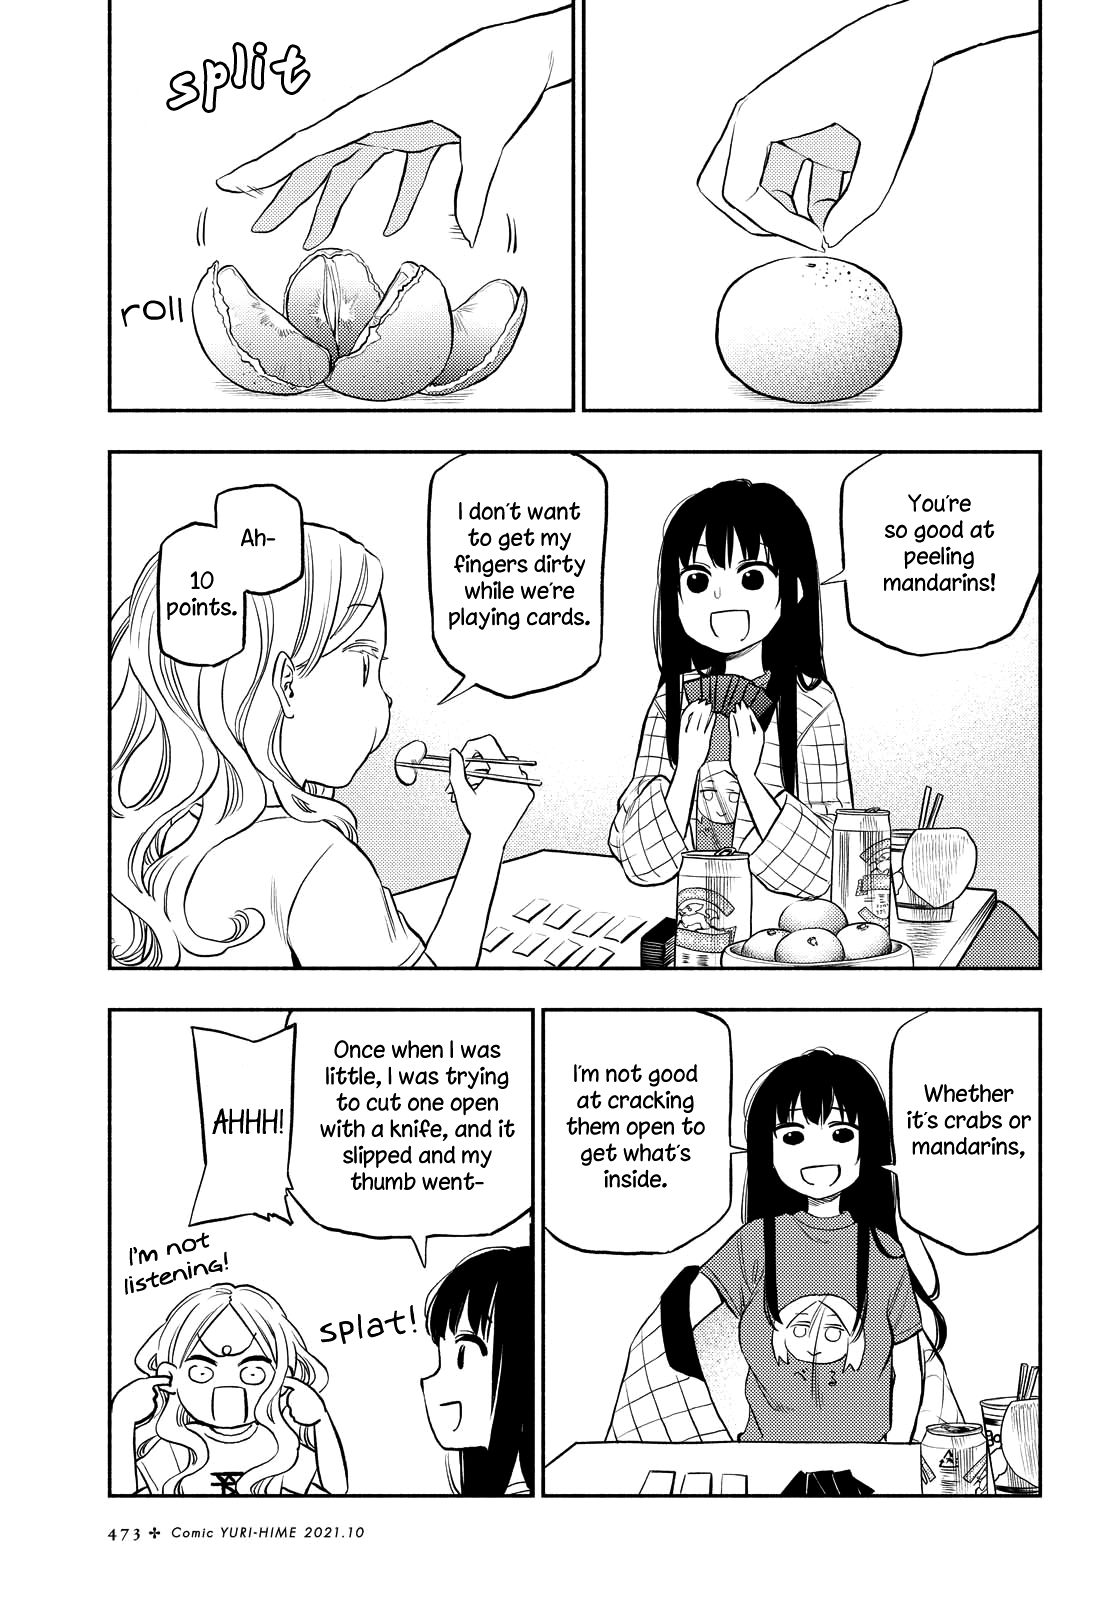 split
roll
You're
so good at
peeling
mandarins!
I don't want
to get my
fingers dirty
while we're
playing cards.
Ah-
10
points.
Whether
it's crabs or
mandarins,
I'm not good
at cracking
them open to
get what's
inside.
べる
Once when I was
little, I was trying
to cut one open
with a knife, and it
slipped and my
thumb went-
splat!
AHHH!
I'm not
listening!
473 ✢ Comic YURI-HIME 2021.10